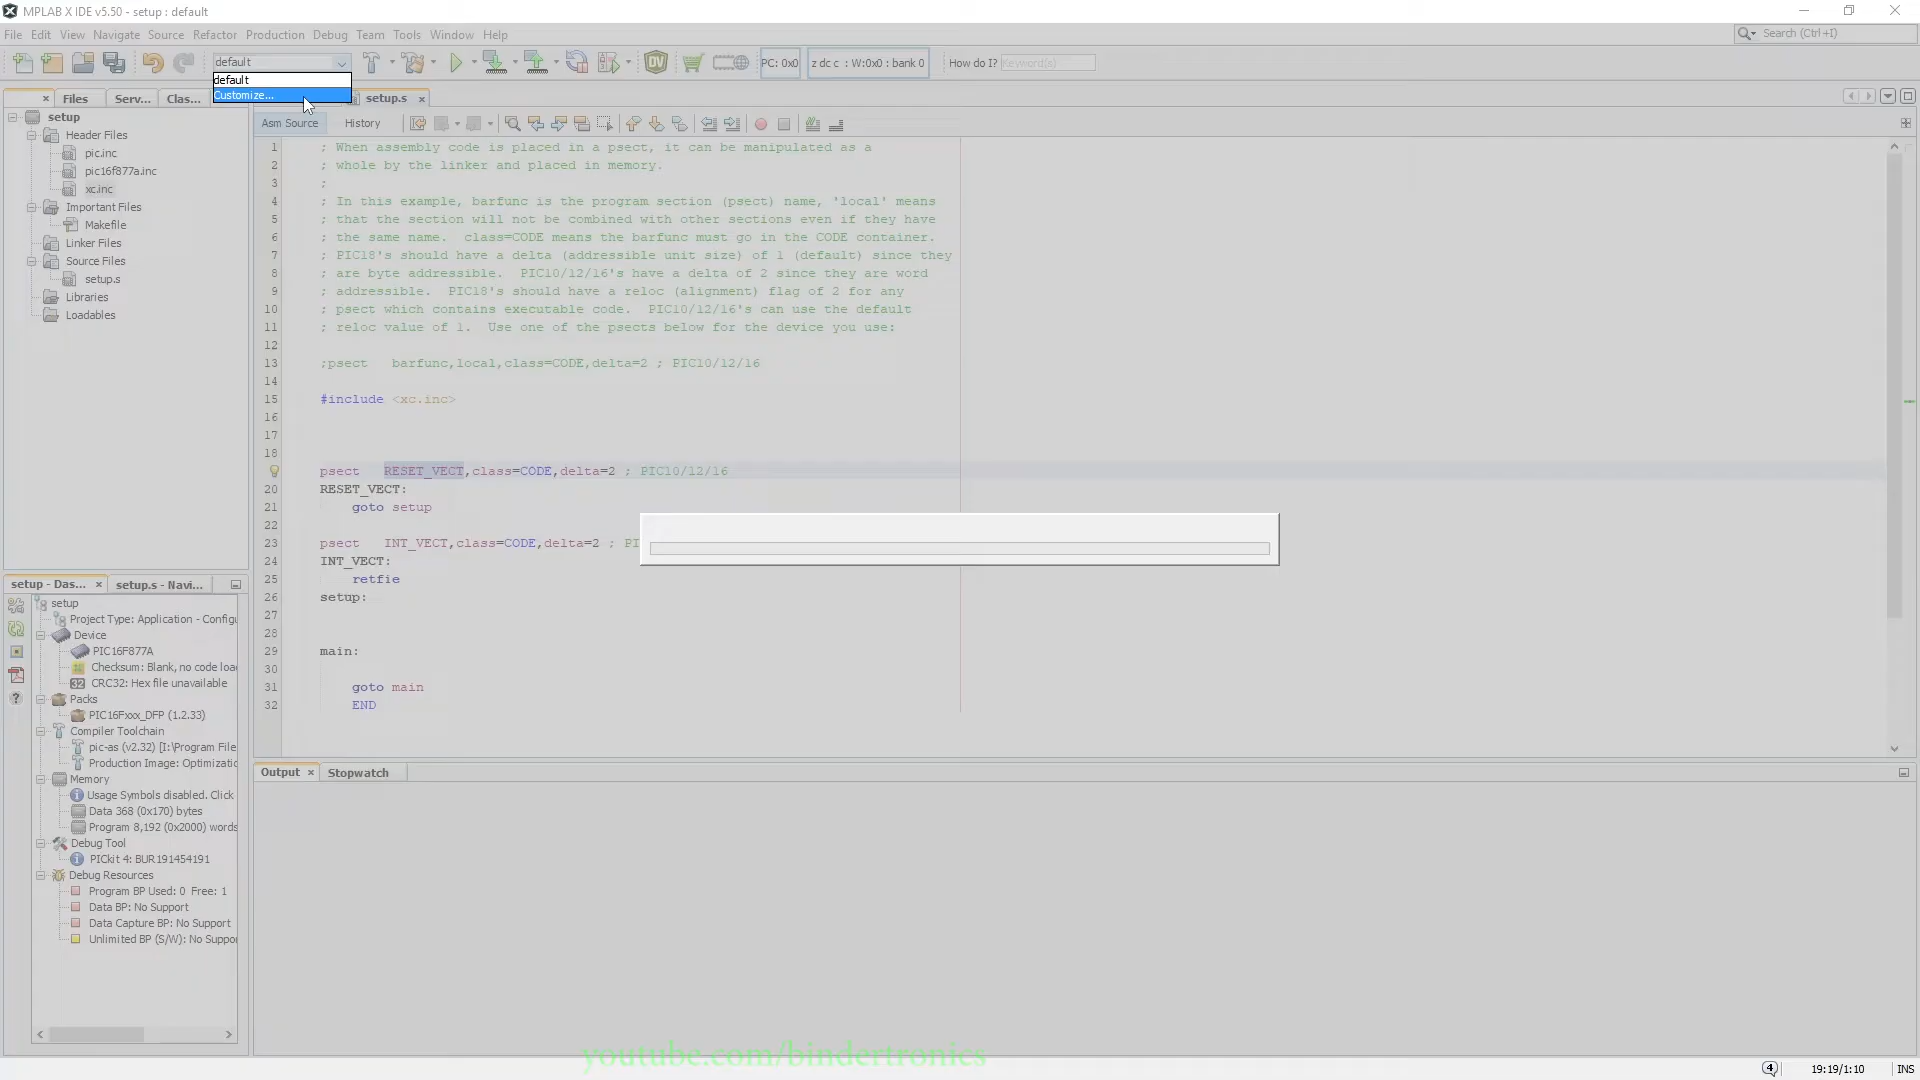 MPLAB X IDE v5.50 - setup : default
File Edit View Navigate Source Refactor Production Debug Team Tools Window Help
Search (Ctrl+I)
default
PC: 0x0
z dc c : W:0x0 : bank 0
How do I? Keyword(s)
default
Customize...
Files
Serv...
Clas...
setup.s
Asm Source
History
setup
Header Files
pic.inc
pic16f877a.inc
xc.inc
Important Files
Makefile
Linker Files
Source Files
setup.s
Libraries
Loadables
1 ; When assembly code is placed in a psect, it can be manipulated as a
2 ; whole by the linker and placed in memory.
3 ;
4 ; In this example, barfunc is the program section (psect) name, 'local' means
5 ; that the section will not be combined with other sections even if they have
6 ; the same name.  class=CODE means the barfunc must go in the CODE container.
7 ; PIC18's should have a delta (addressible unit size) of 1 (default) since they
8 ; are byte addressible.  PIC10/12/16's have a delta of 2 since they are word
9 ; addressible.  PIC18's should have a reloc (alignment) flag of 2 for any
10 ; psect which contains executable code.  PIC10/12/16's can use the default
11 ; reloc value of 1.  Use one of the psects below for the device you use:
12
13 ;psect   barfunc,local,class=CODE,delta=2 ; PIC10/12/16
14
15 #include <xc.inc>
16
17
18
psect   RESET_VECT,class=CODE,delta=2 ; PIC10/12/16
20 RESET_VECT:
21 goto setup
22
23 psect   INT_VECT,class=CODE,delta=2 ; PI
24 INT_VECT:
25 retfie
26 setup:
27
28
29 main:
30
31 goto main
32 END
setup - Das...
setup.s - Navi...
setup
Project Type: Application - Configu
Device
PIC16F877A
Checksum: Blank, no code loa
CRC32: Hex file unavailable
Packs
PIC16Fxxx_DFP (1.2.33)
Compiler Toolchain
pic-as (v2.32) [I:\Program File
Production Image: Optimizatio
Memory
Usage Symbols disabled. Click
Data 368 (0x170) bytes
Program 8,192 (0x2000) words
Debug Tool
PICkit 4: BUR191454191
Debug Resources
Program BP Used: 0  Free: 1
Data BP: No Support
Data Capture BP: No Support
Unlimited BP (S/W): No Suppor
Output
Stopwatch
youtube.com/bindertronics
4
19:19/1:10
INS